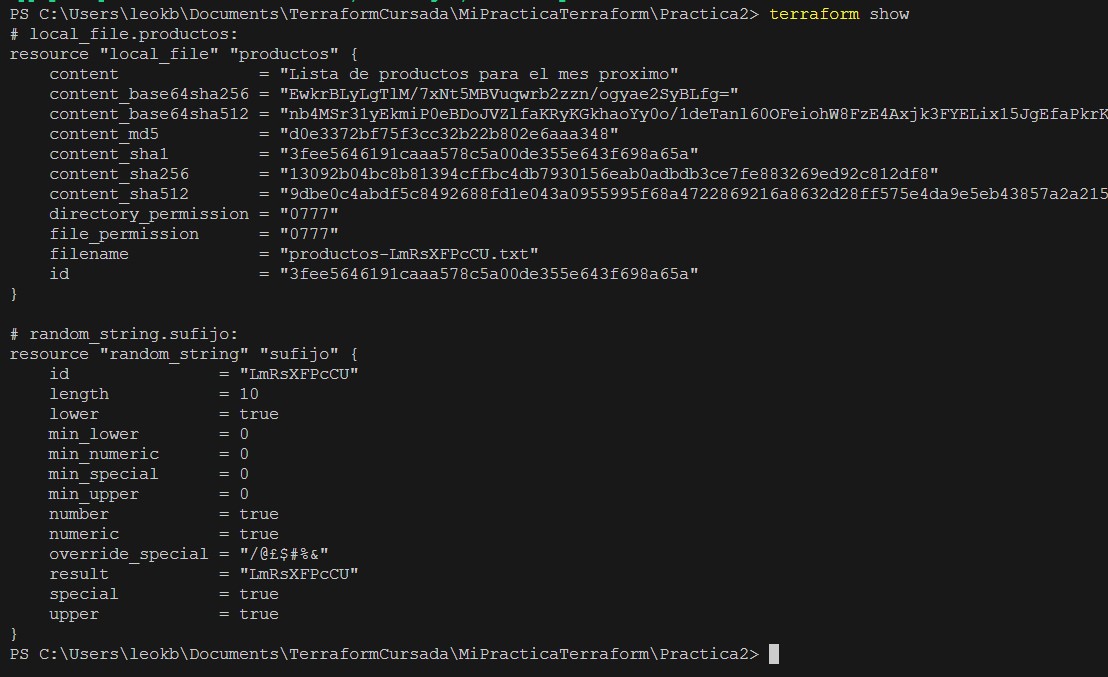 PS C:\Users\leokb\Documents\TerraformCursada\MiPracticaTerraform\Practica2> terraform show
# local_file.productos:
resource "local_file" "productos" {
    content              = "Lista de productos para el mes proximo"
    content_base64sha256 = "EwkrBLyLgTlM/7xNt5MBVuqwrb2zzn/ogyae2SyBLfg="
    content_base64sha512 = "nb4MSr31yEkmiP0eBDoJVZlfaKRyKGkhaoYy0o/1deTanl60OFeiohW8FzE4Axjk3FYELix15JgEfaPkrK
    content_md5          = "d0e3372bf75f3cc32b22b802e6aaa348"
    content_sha1         = "3fee5646191caaa578c5a00de355e643f698a65a"
    content_sha256       = "13092b04bc8b81394cffbc4db7930156eab0adbdb3ce7fe883269ed92c812df8"
    content_sha512       = "9dbe0c4abdf5c8492688fd1e043a0955995f68a4722869216a8632d28ff575e4da9e5eb43857a2a215
    directory_permission = "0777"
    file_permission      = "0777"
    filename             = "productos-LmRsXFPcCU.txt"
    id                   = "3fee5646191caaa578c5a00de355e643f698a65a"
}

# random_string.sufijo:
resource "random_string" "sufijo" {
    id               = "LmRsXFPcCU"
    length           = 10
    lower            = true
    min_lower        = 0
    min_numeric      = 0
    min_special      = 0
    min_upper        = 0
    number           = true
    numeric          = true
    override_special = "/@£$#%&"
    result           = "LmRsXFPcCU"
    special          = true
    upper            = true
}
PS C:\Users\leokb\Documents\TerraformCursada\MiPracticaTerraform\Practica2>